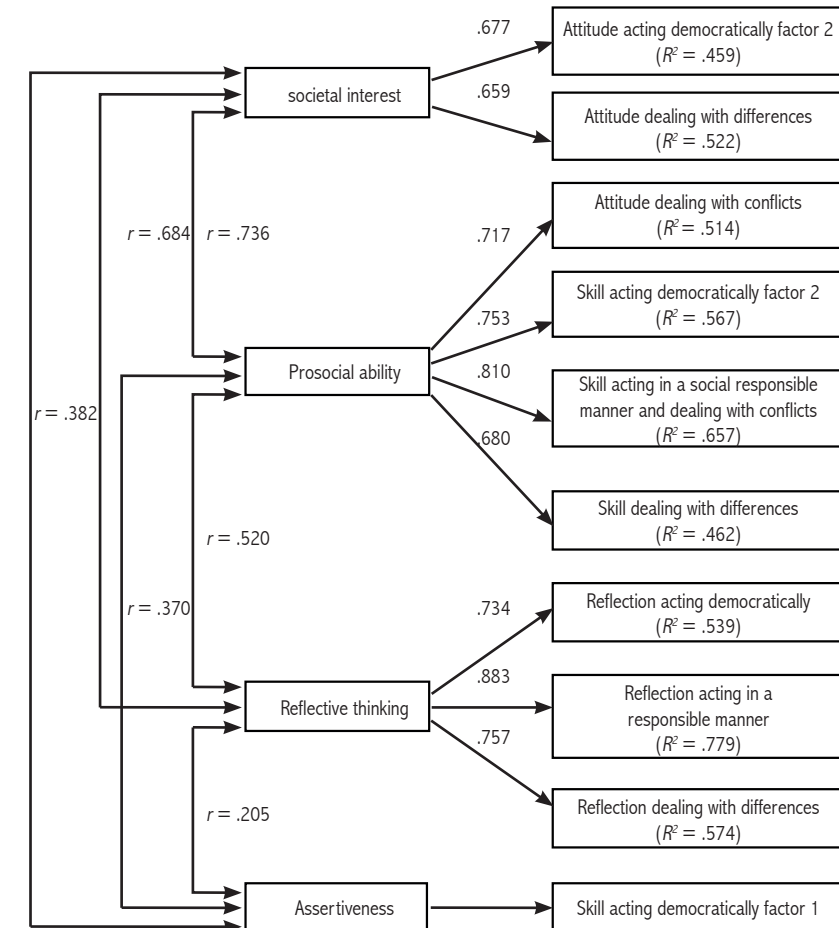 .677
Attitude acting democratically factor 2
(R² = .459)
societal interest
.659
Attitude dealing with differences
(R² = .522)
Attitude dealing with conflicts
(R² = .514)
r = .684
r = .736
.717
Skill acting democratically factor 2
(R² = .567)
.753
Prosocial ability
.810
Skill acting in a social responsible
manner and dealing with conflicts
(R² = .657)
r = .382
.680
Skill dealing with differences
(R² = .462)
r = .520
r = .370
.734
Reflection acting democratically
(R² = .539)
.883
Reflective thinking
Reflection acting in a
responsible manner
(R² = .779)
.757
Reflection dealing with differences
(R² = .574)
r = .205
Assertiveness
Skill acting democratically factor 1